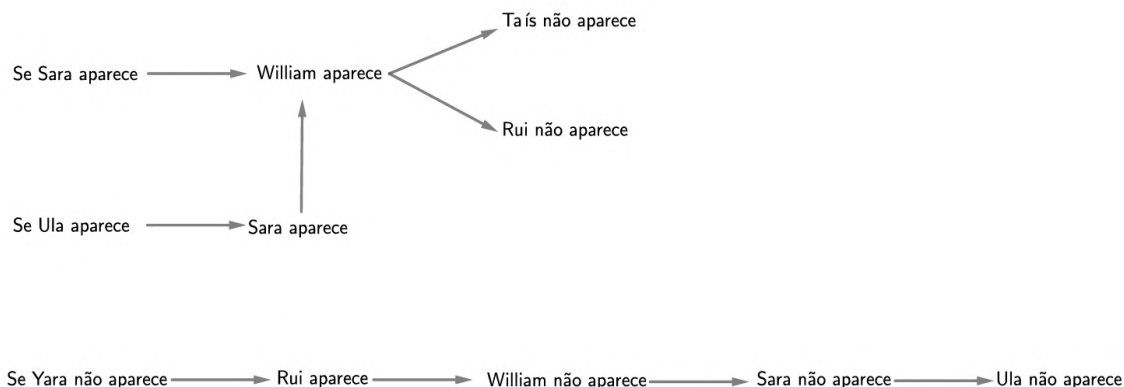 Taís não aparece
Se Sara aparece William aparece
Rui não aparece
Se Ula aparece Sara aparece
Se Yara não aparece Rui aparece William não aparece Sara não aparece Ula não aparece